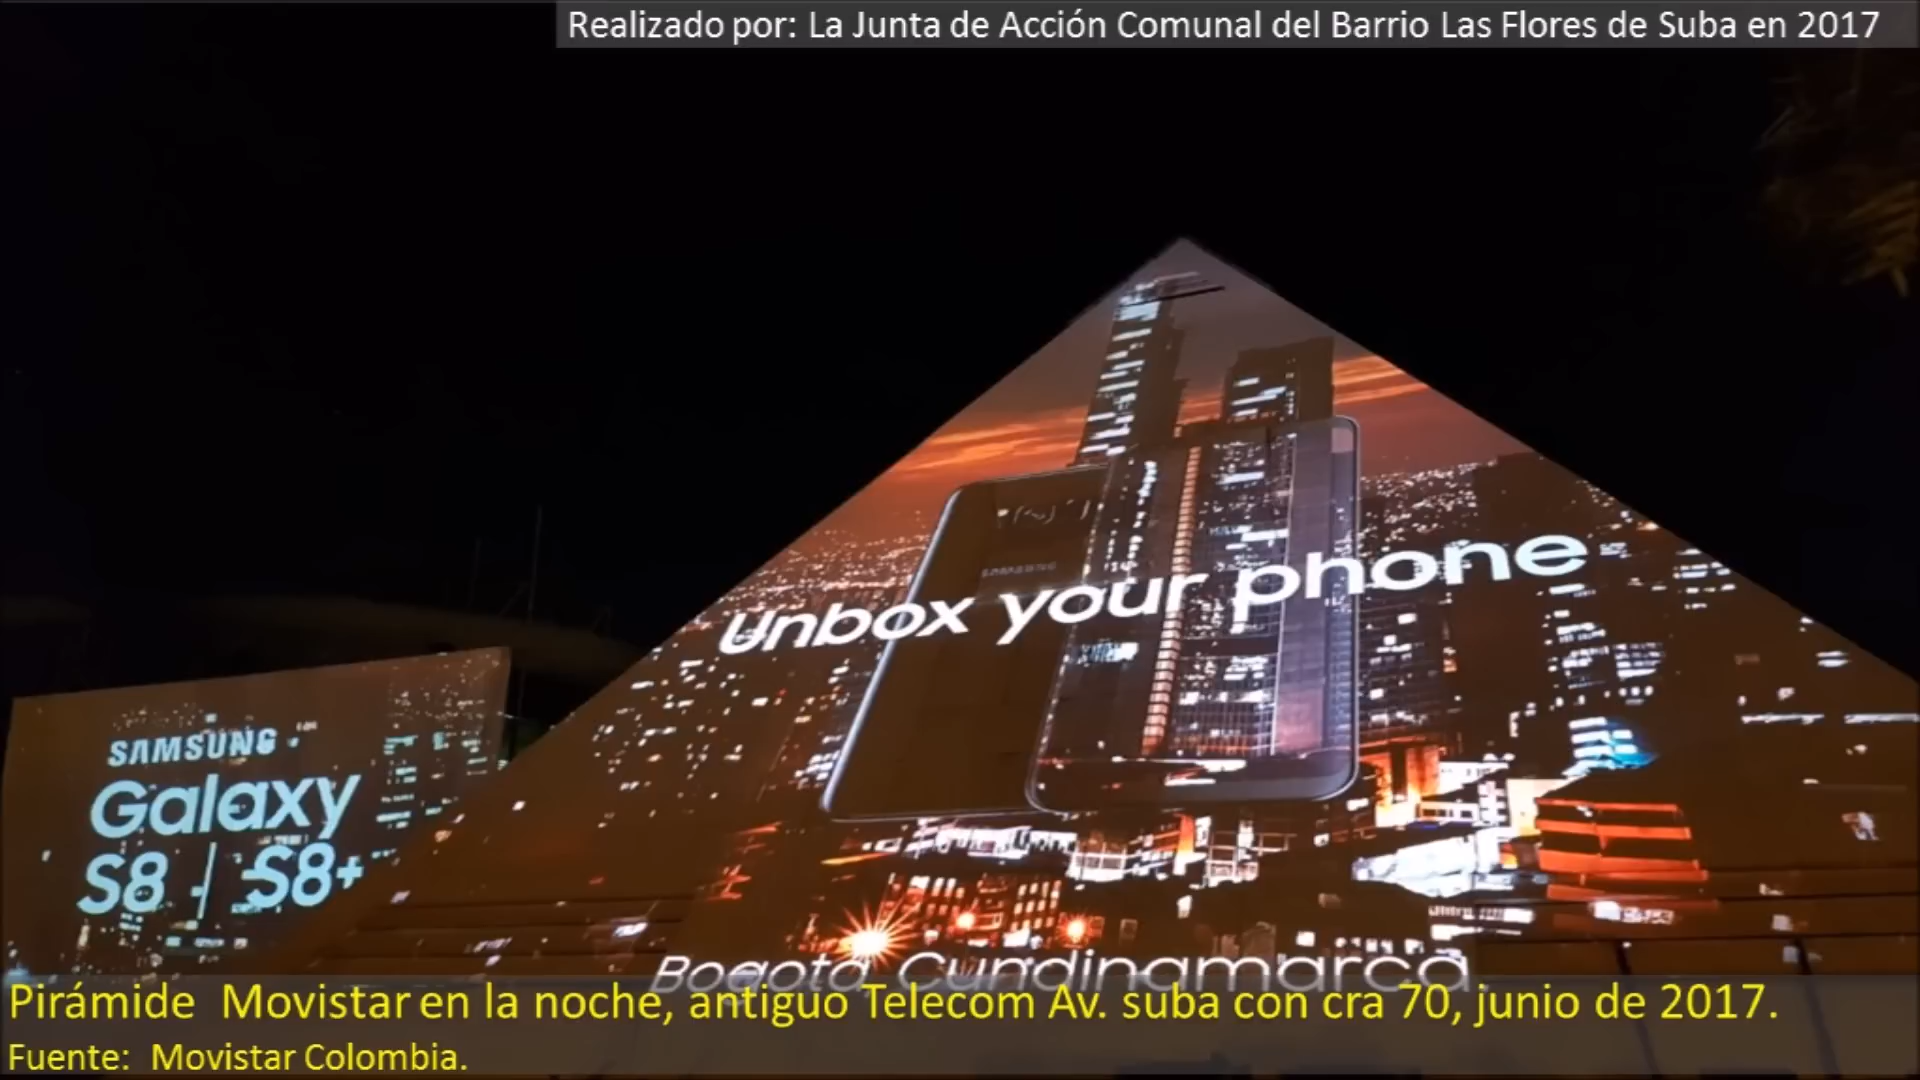 Realizado por: La Junta de Acción Comunal del Barrio Las Flores de Suba en 2017
Unbox your phone
SAMSUNG
SAMSUNG
Galaxy
S8 | S8+
Bogotá, Cundinamarca
Pirámide Movistar en la noche, antiguo Telecom Av. suba con cra 70, junio de 2017.
Fuente: Movistar Colombia.